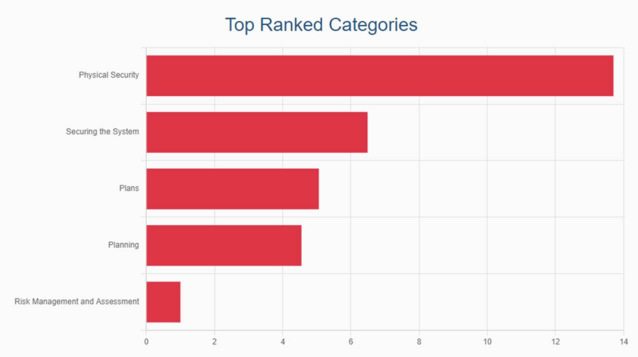 Top Ranked Categories
Physical Security
Securing the System
Plans
Planning
Risk Management and Assessment
0 2 4 6 8 10 12 14